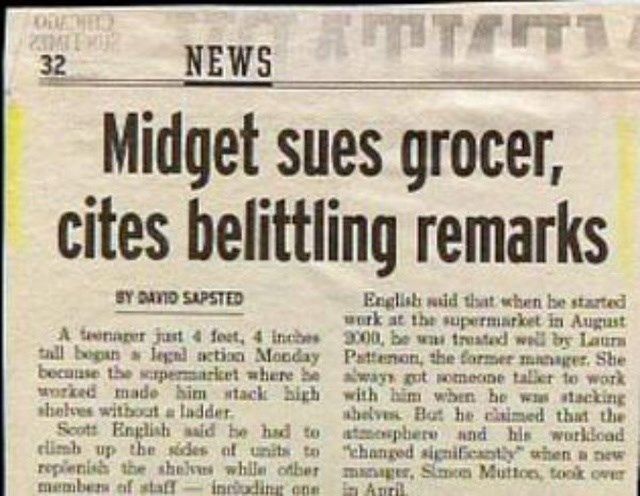 32
NEWS
Midget sues grocer,
cites belittling remarks
BY DAVID SAPSTED
A teenager just 4 feet, 4 inches
tall began a legal action Monday
because the supermarket where he
worked made him stack high
shelves without a ladder.
Scott English said he had to
climb up the sides of units to
replenish the shelves while other
members of staff — including one
English said that when he started
work at the supermarket in August
2000, he was treated well by Laura
Patterson, the former manager. She
always got someone taller to work
with him when he was stacking
shelves. But he claimed that the
atmosphere and his workload
"changed significantly" when a new
manager, Simon Mutton, took over
in April.